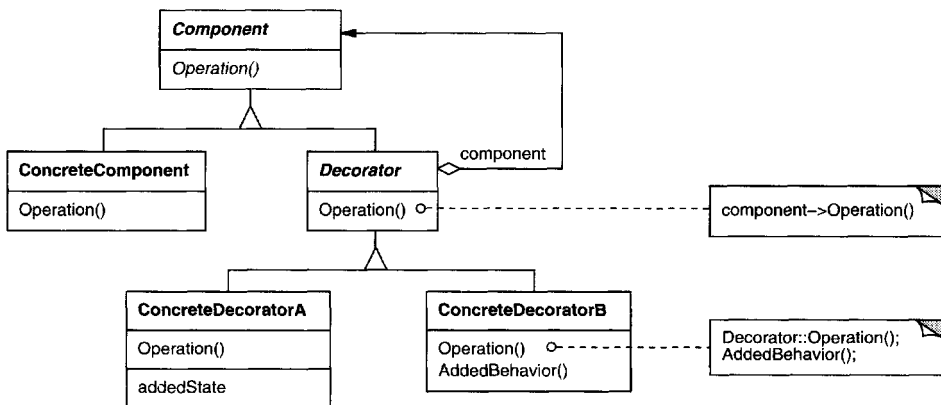 Component
Operation()
component
ConcreteComponent
Operation()
Decorator
Operation()
component–>Operation()
ConcreteDecoratorA
Operation()
addedState
ConcreteDecoratorB
Operation()
AddedBehavior()
Decorator::Operation();
AddedBehavior();